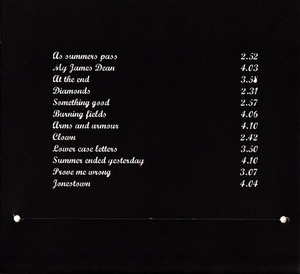 As summers pass 2.52
My James Dean 4.03
At the end
Diamonds 2.31
Something good 2.57
Burning fields 4.06
Arms and armour 4.10
Clown 2.42
Lower case letters 3.50
Summer ended yesterday 4.10
Prove me wrong 3.07
Jonestown 4.04